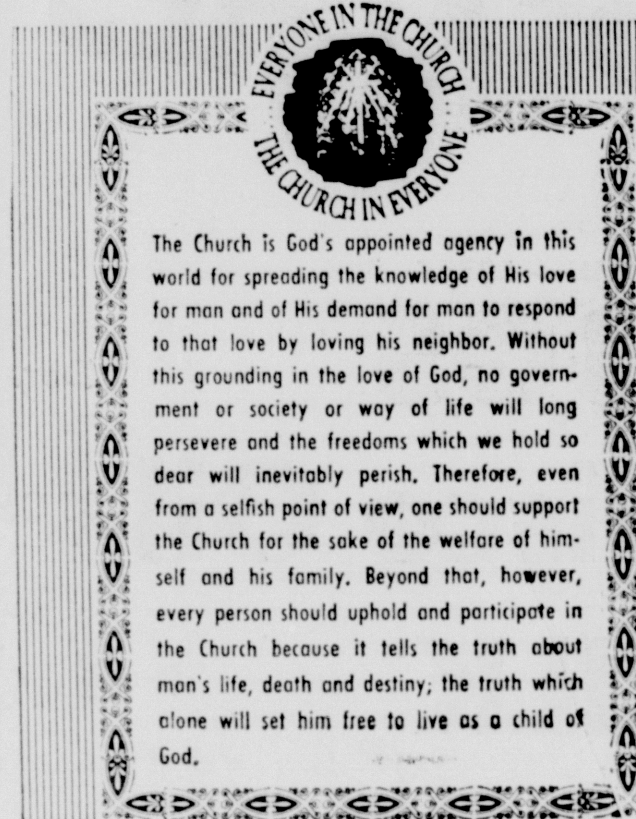 EVERYONE IN THE CHURCH
THE CHURCH IN EVERYONE
The Church is God's appointed agency in this
world for spreading the knowledge of His love
for man and of His demand for man to respond
to that love by loving his neighbor. Without
this grounding in the love of God, no govern-
ment or society or way of life will long
persevere and the freedoms which we hold so
dear will inevitably perish. Therefore, even
from a selfish point of view, one should support
the Church for the sake of the welfare of him-
self and his family. Beyond that, however,
every person should uphold and participate in
the Church because it tells the truth about
man's life, death and destiny; the truth which
alone will set him free to live as a child of
God.